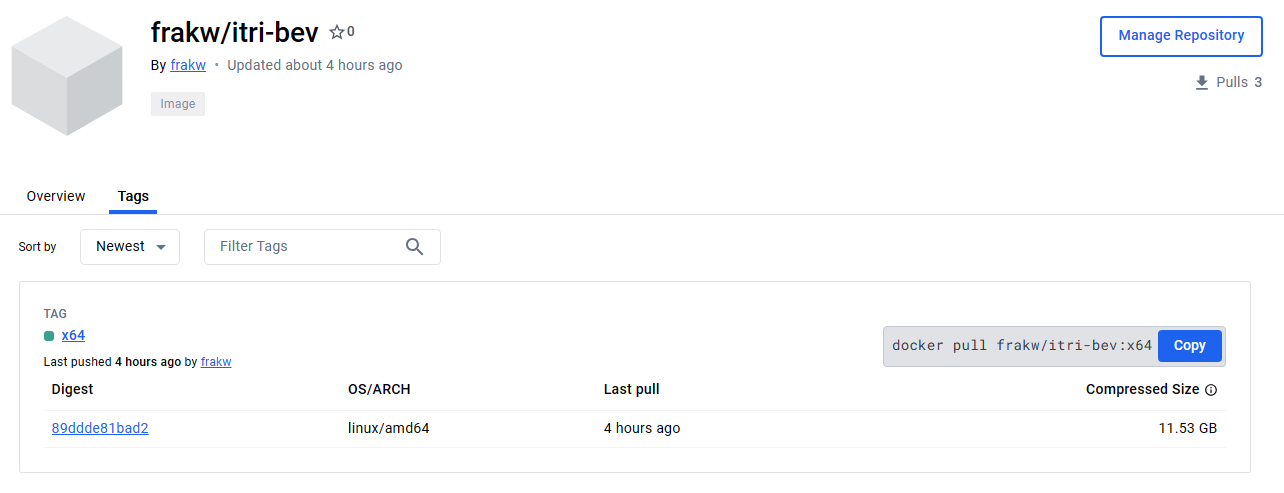 frakw/itri-bev ☆0
Manage Repository
By frakw • Updated about 4 hours ago
Pulls 3
Image
Overview Tags
Sort by Newest Filter Tags
TAG
x64
docker pull frakw/itri-bev:x64 Copy
Last pushed 4 hours ago by frakw
Digest OS/ARCH Last pull Compressed Size
89ddde81bad2 linux/amd64 4 hours ago 11.53 GB